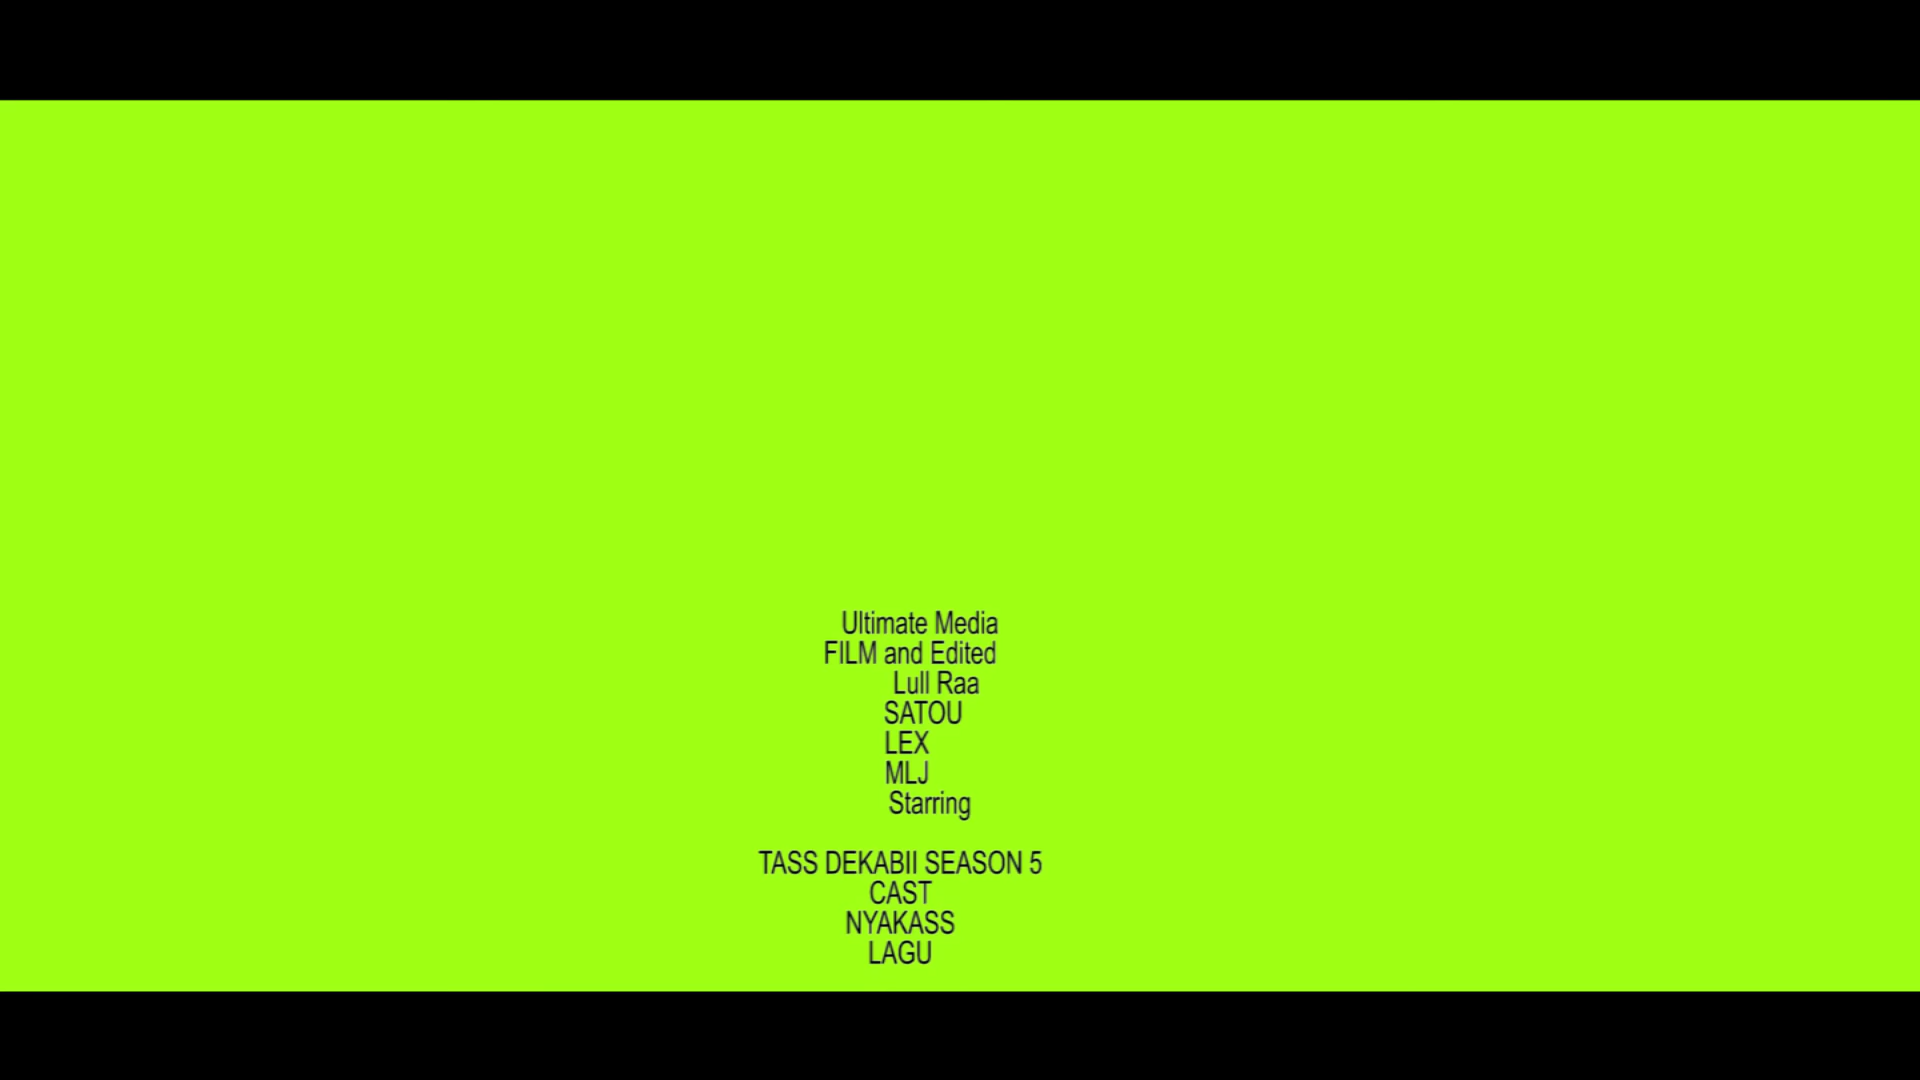 Ultimate Media
FILM and Edited
Lull Raa
SATOU
LEX
MLJ
Starring
TASS DEKABII SEASON 5
CAST
NYAKASS
LAGU